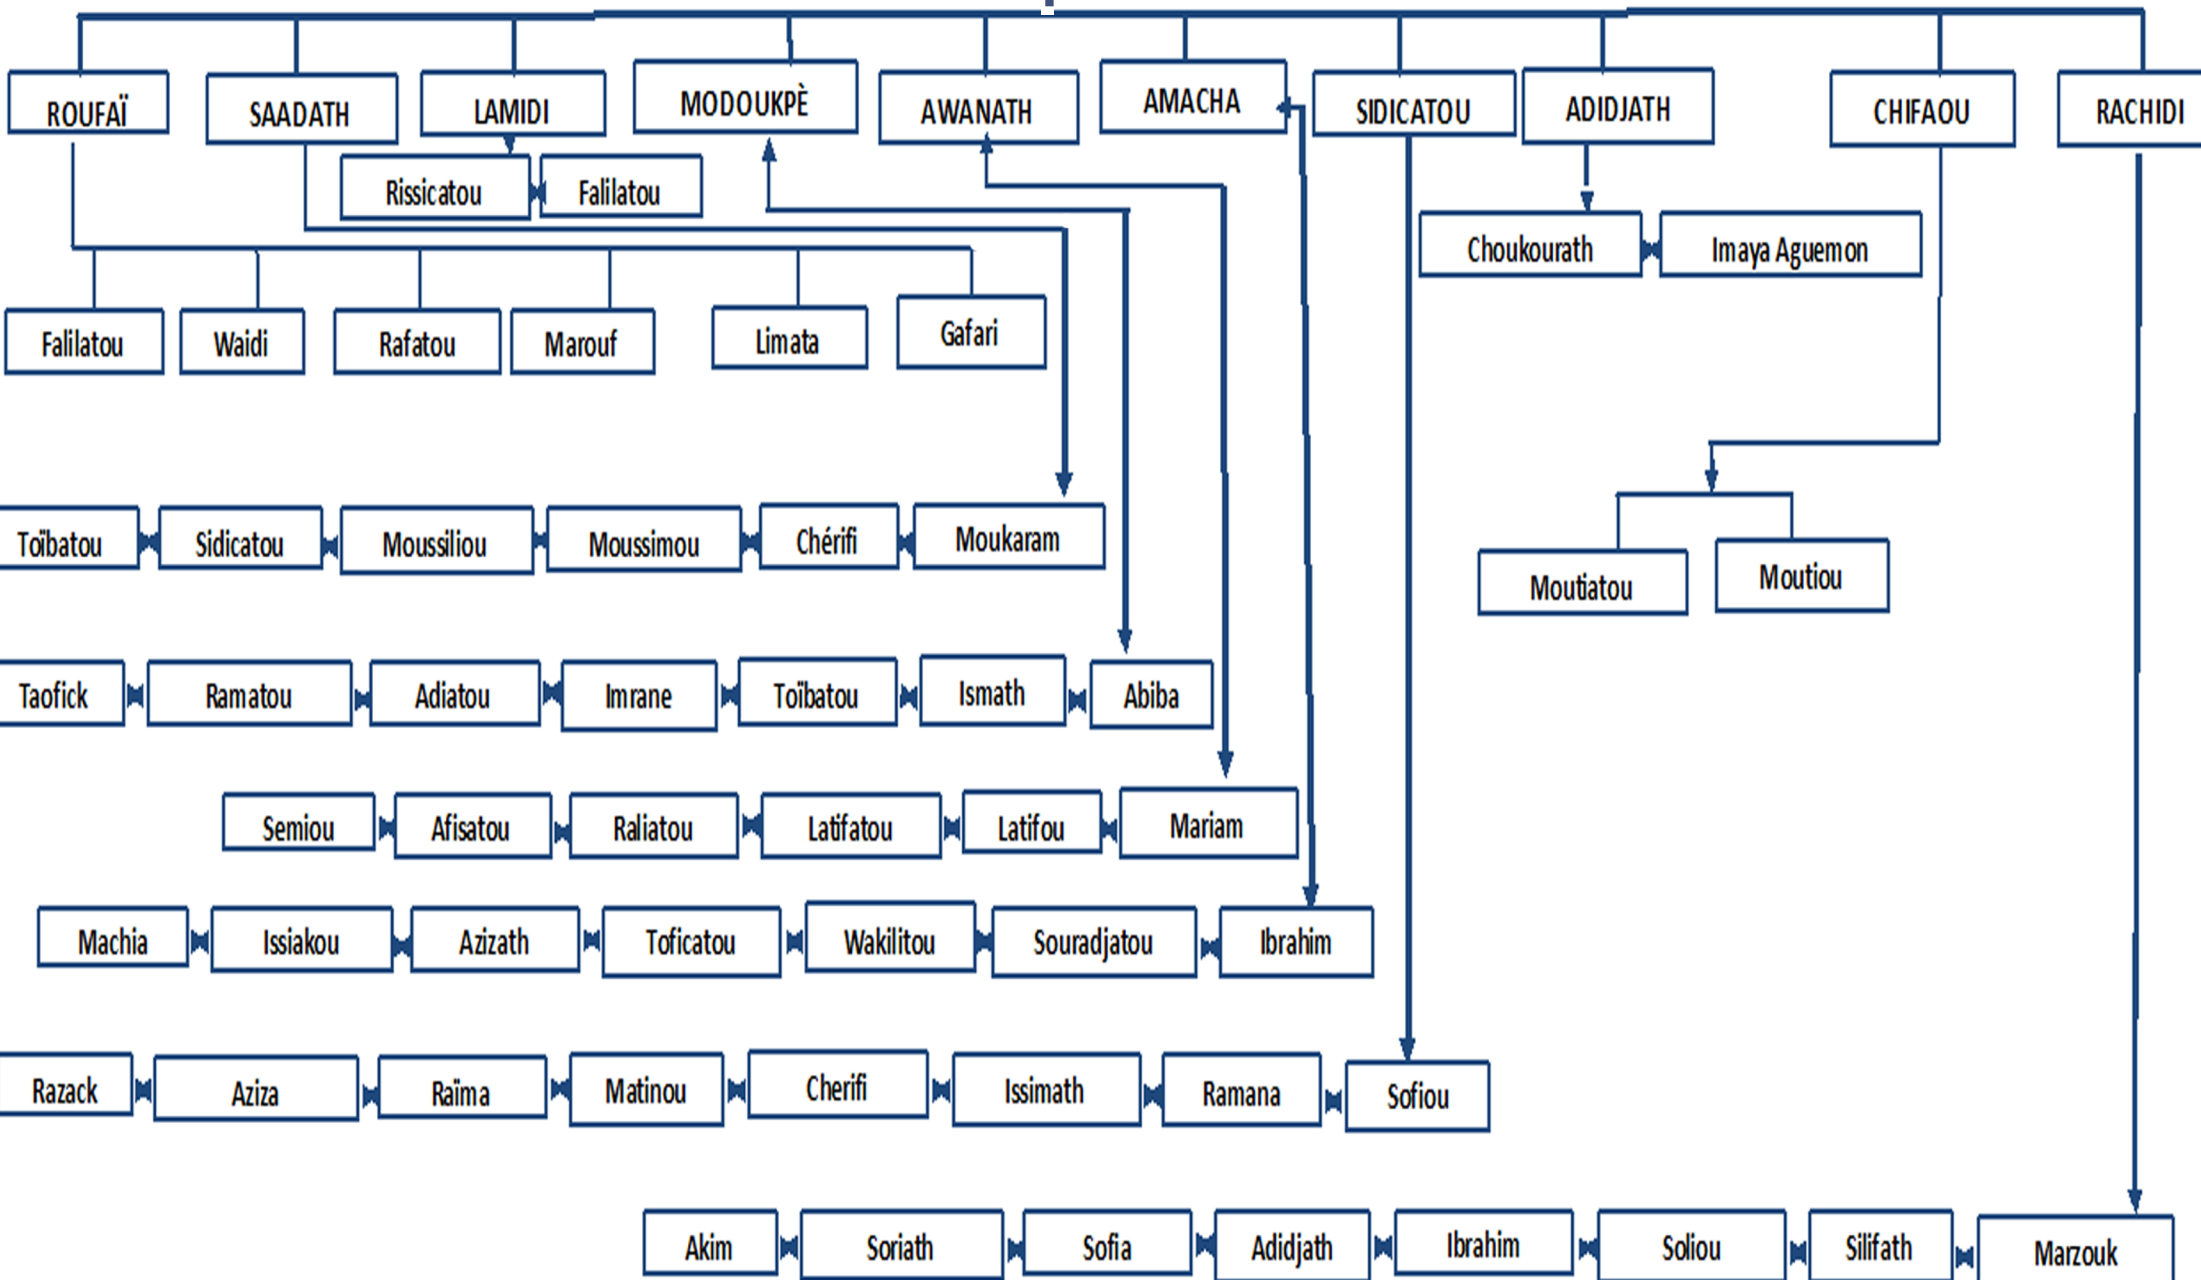 ROUFAÏ SAADATH LAMIDI MODOUKPÈ AWANATH AMACHA SIDICATOU ADIDJATH CHIFAOU RACHIDI
Rissicatou Falilatou
Choukourath Imaya Aguemon
Falilatou Waidi Rafatou Marouf Limata Gafari
Toïbatou Sidicatou Moussiliou Moussimou Chérifi Moukaram
Moutiatou Moutiou
Taofick Ramatou Adiatou Imrane Toïbatou Ismath Abiba
Semiou Afisatou Raliatou Latifatou Latifou Mariam
Machia Issiakou Azizath Toficatou Wakilitou Souradjatou Ibrahim
Razack Aziza Raïma Matinou Cherifi Issimath Ramana Sofiou
Akim Soriath Sofia Adidjath Ibrahim Soliou Silifath Marzouk